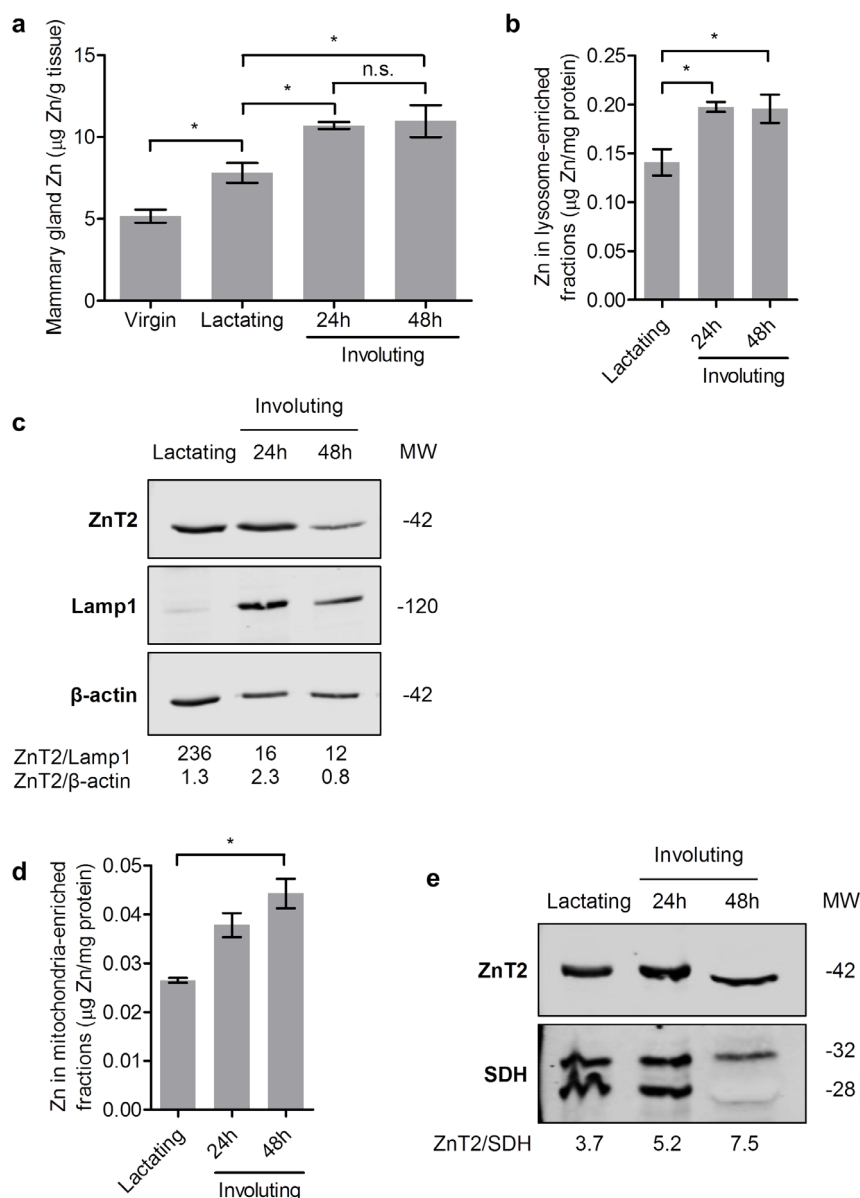 a
Mammary gland Zn (µg Zn/g tissue)
15
10
5
0
*
*
n.s.
*
Virgin Lactating 24h 48h
Involuting
b
Zn in lysosome-enriched
fractions (µg Zn/mg protein)
0.25
0.20
0.15
0.10
0.05
0.00
*
*
Lactating 24h 48h
Involuting
c
Involuting
Lactating 24h 48h MW
ZnT2 -42
Lamp1 -120
β-actin -42
ZnT2/Lamp1 236 16 12
ZnT2/β-actin 1.3 2.3 0.8
d
Zn in mitochondria-enriched
fractions (µg Zn/mg protein)
0.05
0.04
0.03
0.02
0.01
0.00
*
Lactating 24h 48h
Involuting
e
Involuting
Lactating 24h 48h MW
ZnT2 -42
SDH -32
-28
ZnT2/SDH 3.7 5.2 7.5